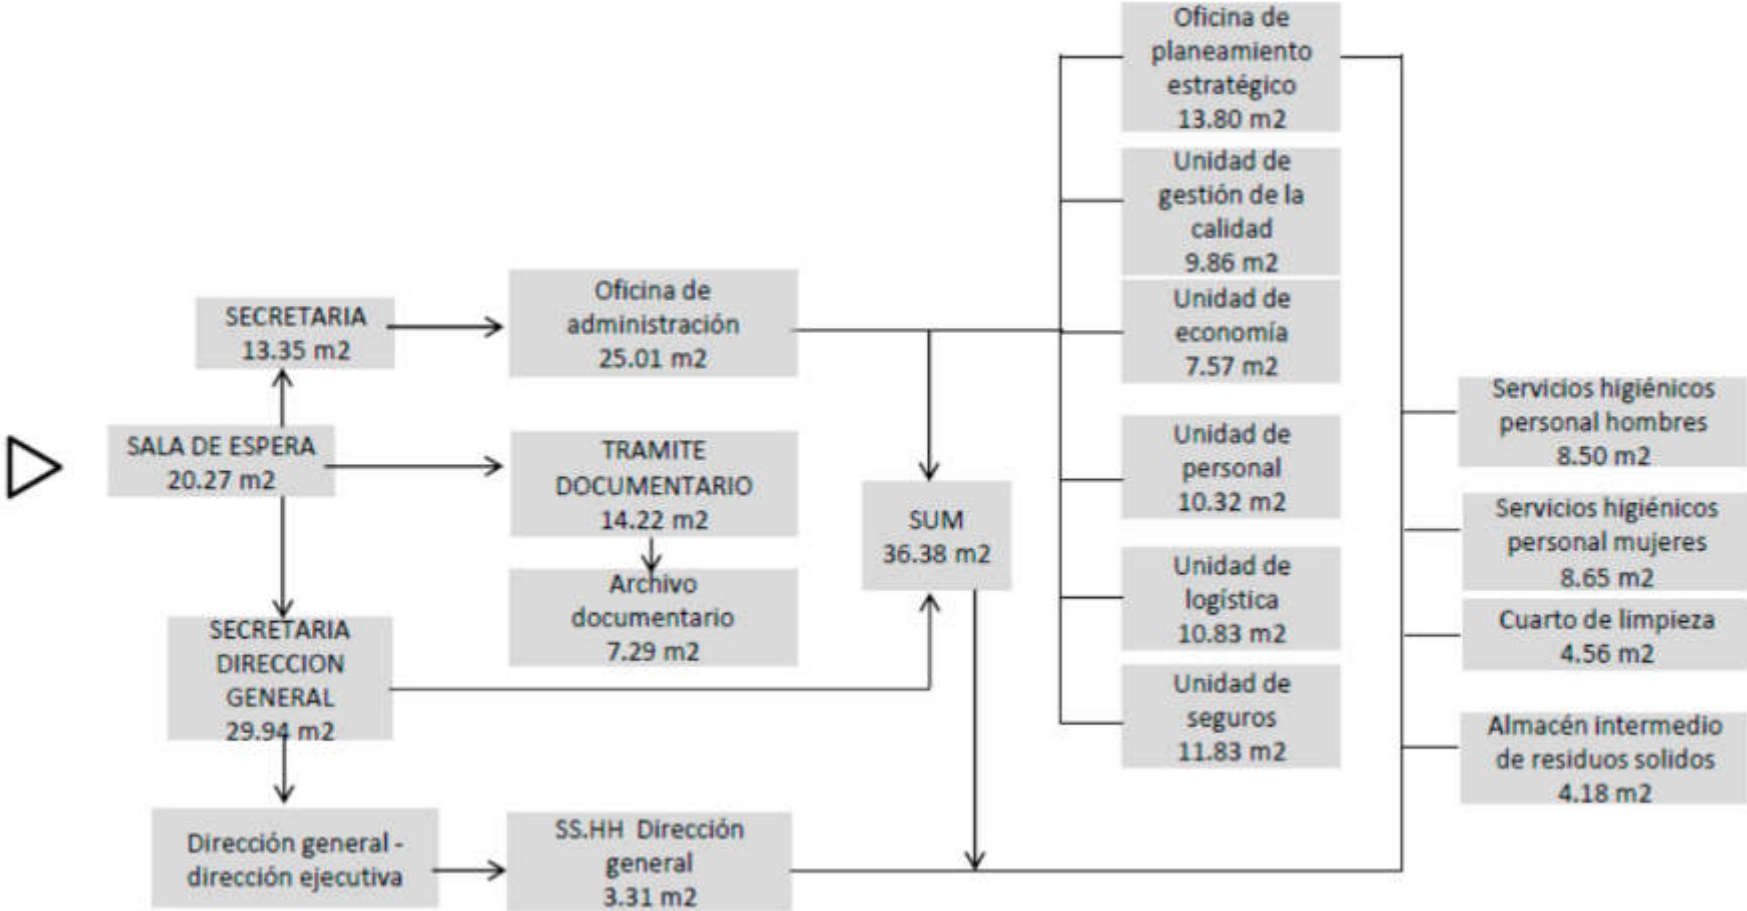 SECRETARIA
13.35 m2
SALA DE ESPERA
20.27 m2
SECRETARIA
DIRECCION
GENERAL
29.94 m2
Dirección general -
dirección ejecutiva
Oficina de
administración
25.01 m2
TRAMITE
DOCUMENTARIO
14.22 m2
Archivo
documentario
7.29 m2
SS.HH Dirección
general
3.31 m2
SUM
36.38 m2
Oficina de
planeamiento
estratégico
13.80 m2
Unidad de
gestión de la
calidad
9.86 m2
Unidad de
economía
7.57 m2
Unidad de
personal
10.32 m2
Unidad de
logística
10.83 m2
Unidad de
seguros
11.83 m2
Servicios higiénicos
personal hombres
8.50 m2
Servicios higiénicos
personal mujeres
8.65 m2
Cuarto de limpieza
4.56 m2
Almacén intermedio
de residuos solidos
4.18 m2